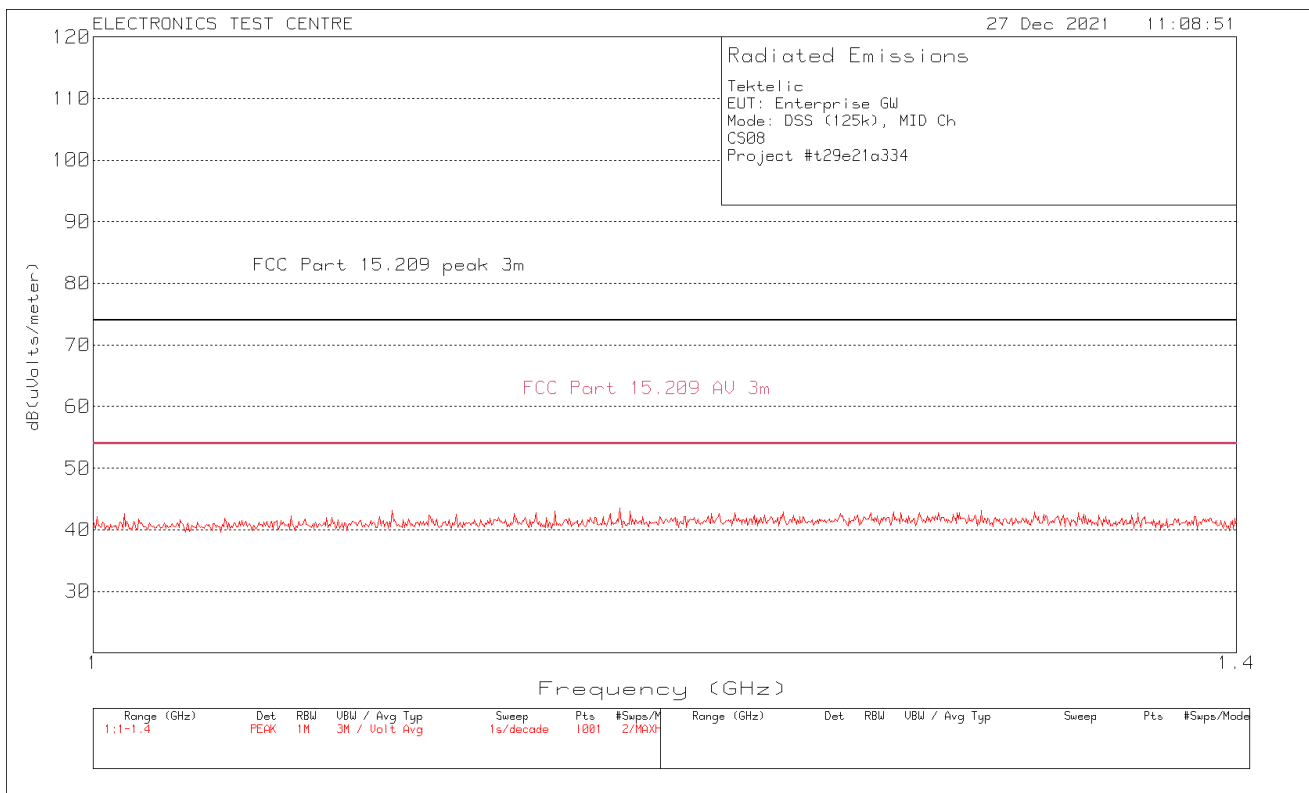 ELECTRONICS TEST CENTRE 27 Dec 2021 11:08:51
Radiated Emissions
Tektelic
EUT: Enterprise GW
Mode: DSS (125k), MID Ch
CS08
Project #t29e21a334
120
110
100
90
80
70
60
50
40
30
dB(uVolts/meter)
FCC Part 15.209 peak 3m
FCC Part 15.209 AV 3m
1 1.4
Frequency (GHz)
Range (GHz) Det RBW VBW / Avg Typ Sweep Pts #Swps/M Range (GHz) Det RBW VBW / Avg Typ Sweep Pts #Swps/Mode
1:1-1.4 PEAK 1M 3M / Volt Avg 1s/decade 1001 2/MAXH